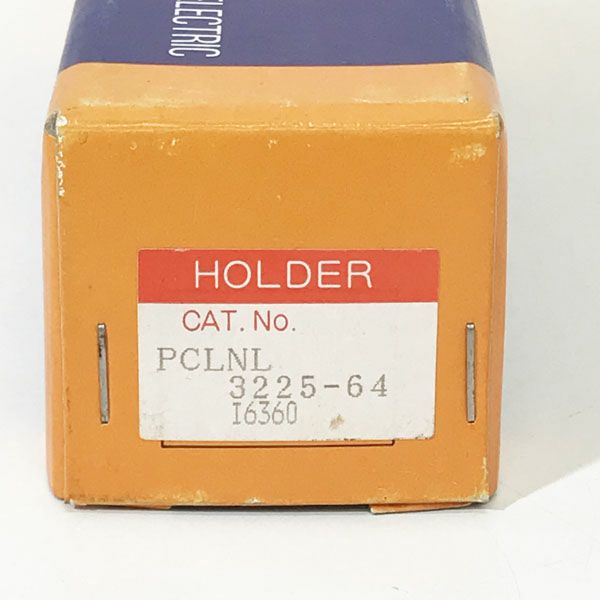 ELECTRIC
HOLDER
CAT. No.
PCLNL
3225-64
I6360